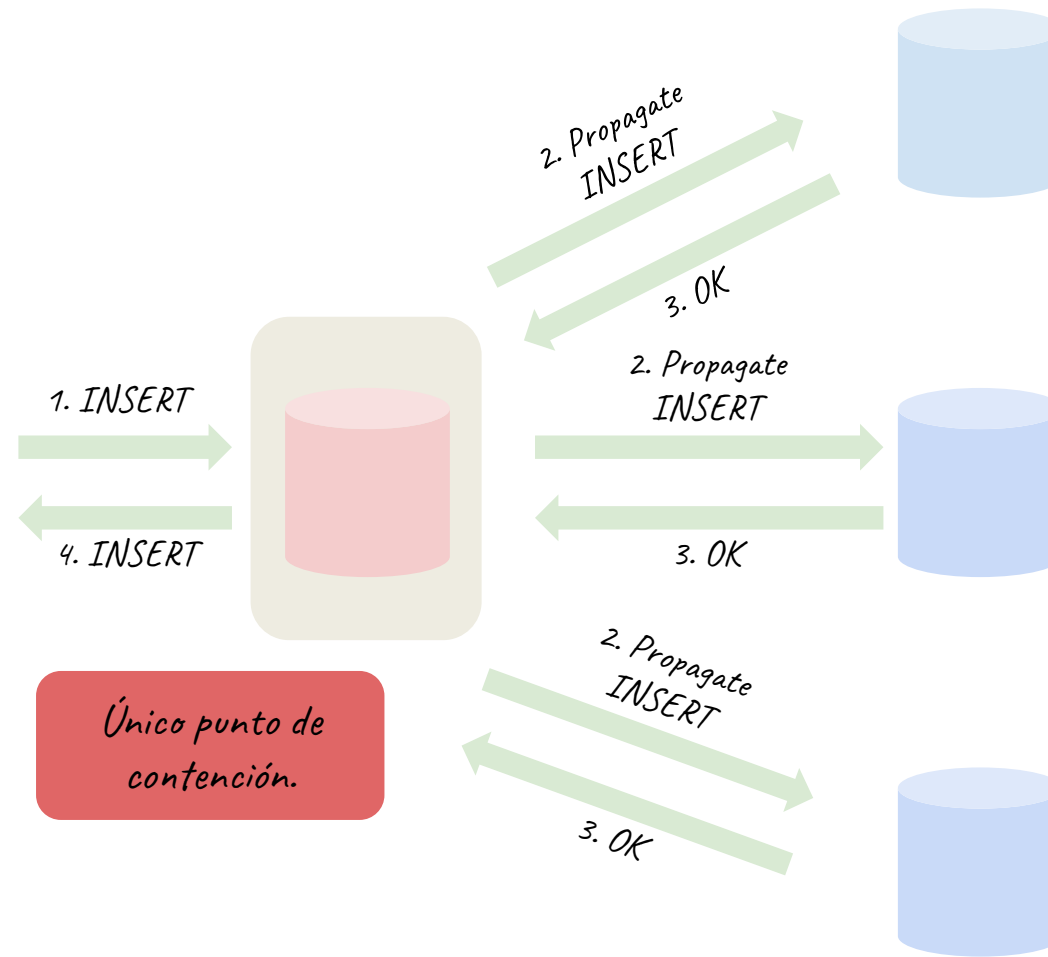 2. Propagate
INSERT
3. OK
2. Propagate
INSERT
1. INSERT
4. INSERT
3. OK
2. Propagate
INSERT
Único punto de
contención.
3. OK